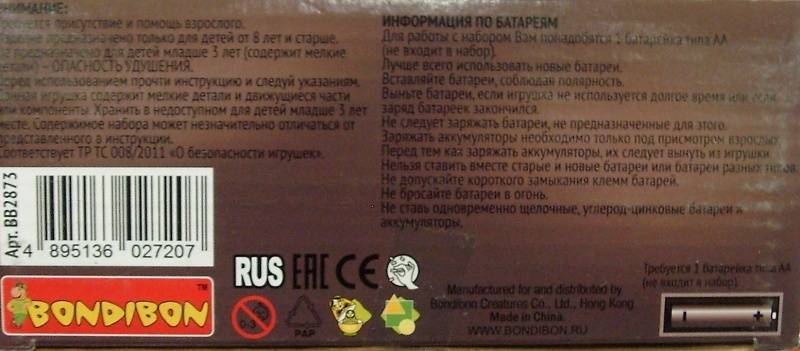 ВНИМАНИЕ:
Требуется присутствие и помощь взрослого.
Изделие предназначено только для детей от 8 лет и старше.
Не предназначено для детей младше 3 лет (содержит мелкие
детали) – ОПАСНОСТЬ УДУШЕНИЯ.
Перед использованием прочти инструкцию и следуй указаниям.
Данная игрушка содержит мелкие детали и движущиеся части
или компоненты. Хранить в недоступном для детей младше 3 лет
месте. Содержимое набора может незначительно отличаться от
представленного в инструкции.
Соответствует ТР ТС 008/2011 «О безопасности игрушек».
Арт. BB2873
4 895136 027207
BONDIBON ™
ИНФОРМАЦИЯ ПО БАТАРЕЯМ
Для работы с набором Вам понадобятся 1 батарейка типа АА
(не входит в набор).
Лучше всего использовать новые батареи.
Вставляйте батареи, соблюдая полярность.
Выньте батареи, если игрушка не используется долгое время или если
заряд батареек закончился.
Не следует заряжать батареи, не предназначенные для этого.
Заряжать аккумуляторы необходимо только под присмотром взрослых.
Перед тем как заряжать аккумуляторы, их следует вынуть из игрушки.
Нельзя ставить вместе старые и новые батареи или батареи разных типов.
Не допускайте короткого замыкания клемм батарей.
Не бросайте батареи в огонь.
Не ставь одновременно щелочные, углерод-цинковые батареи и
аккумуляторы.
RUS EAC CE
0-3
PAP
Manufactured for and distributed by
Bondibono Creatures Co., Ltd., Hong Kong.
Made in China.
WWW.BONDIBON.RU
Требуется 1 батарейка типа АА
(не входит в набор).
- +